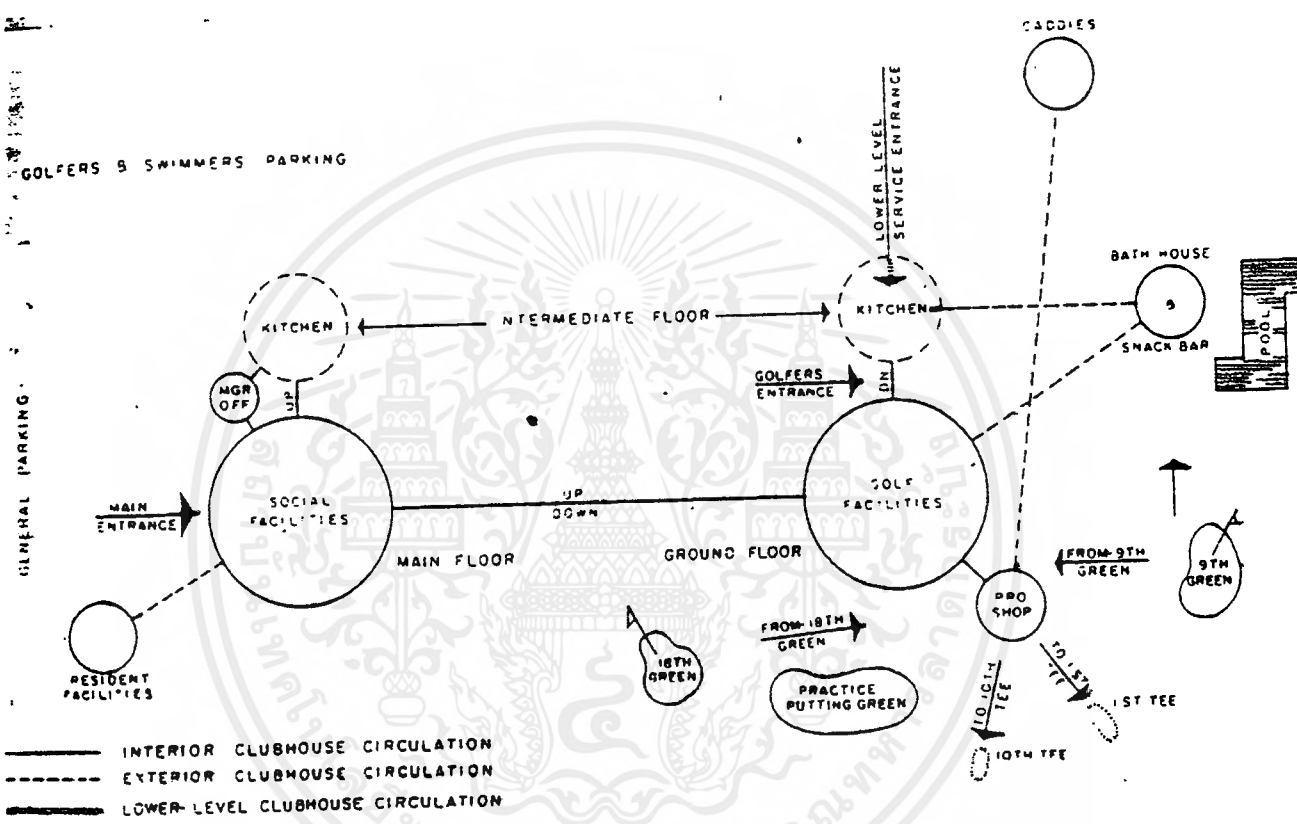 CADDIES
LOWER LEVEL
SERVICE ENTRANCE
GOLFERS & SWIMMERS PARKING
GENERAL PARKING
BATH HOUSE
&
SNACK BAR
POOL
KITCHEN
NTERMEDIATE FLOOR
KITCHEN
MGR
OFF
UP
GOLFERS
ENTRANCE
DN
MAIN
ENTRANCE
SOCIAL
FACILITIES
UP
DOWN
GOLF
FACILITIES
MAIN FLOOR
GROUND FLOOR
FROM 9TH
GREEN
9TH
GREEN
PRO
SHOP
FROM 18TH
GREEN
18TH
GREEN
PRACTICE
PUTTING GREEN
RESIDENT
FACILITIES
TO 10TH
TEE
TO 1ST
TEE
1ST TEE
10TH TEE
INTERIOR CLUBHOUSE CIRCULATION
EXTERIOR CLUBHOUSE CIRCULATION
LOWER-LEVEL CLUBHOUSE CIRCULATION